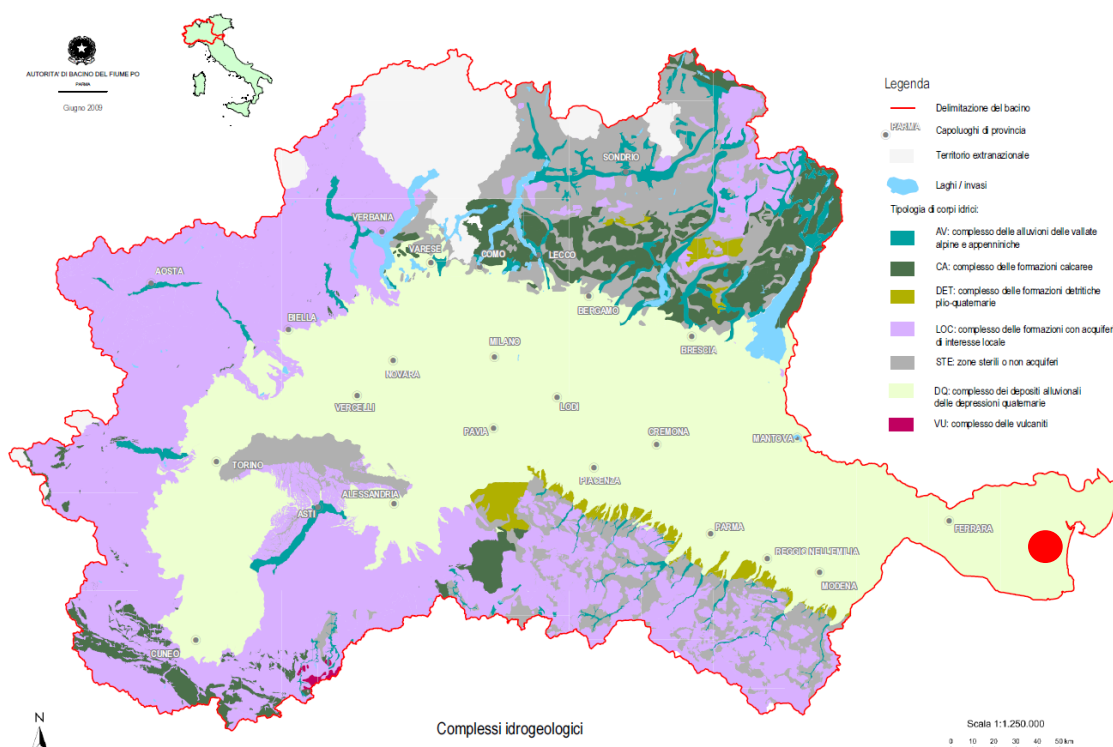 AUTORITA' DI BACINO DEL FIUME PO
PARMA
Giugno 2009
Legenda
Delimitazione del bacino
PARMA
Capoluoghi di provincia
Territorio extranazionale
Laghi / invasi
Tipologia di corpi idrici:
AV: complesso delle alluvioni delle vallate
alpine e appenniniche
CA: complesso delle formazioni calcaree
DET: complesso delle formazioni detritiche
plio-quaternarie
LOC: complesso delle formazioni con acquiferi
di interesse locale
STE: zone sterili o non acquiferi
DQ: complesso dei depositi alluvionali
delle depressioni quaternarie
VU: complesso delle vulcaniti
SONDRIO
VERBANIA
VARESE
COMO
LECCO
AOSTA
BIELLA
BERGAMO
BRESCIA
MILANO
NOVARA
VERCELLI
LODI
PAVIA
CREMONA
MANTOVA
TORINO
PIACENZA
ALESSANDRIA
ASTI
PARMA
FERRARA
REGGIO NELL'EMILIA
MODENA
CUNEO
N
Complessi idrogeologici
Scala 1:1.250.000
0 10 20 30 40 50 km